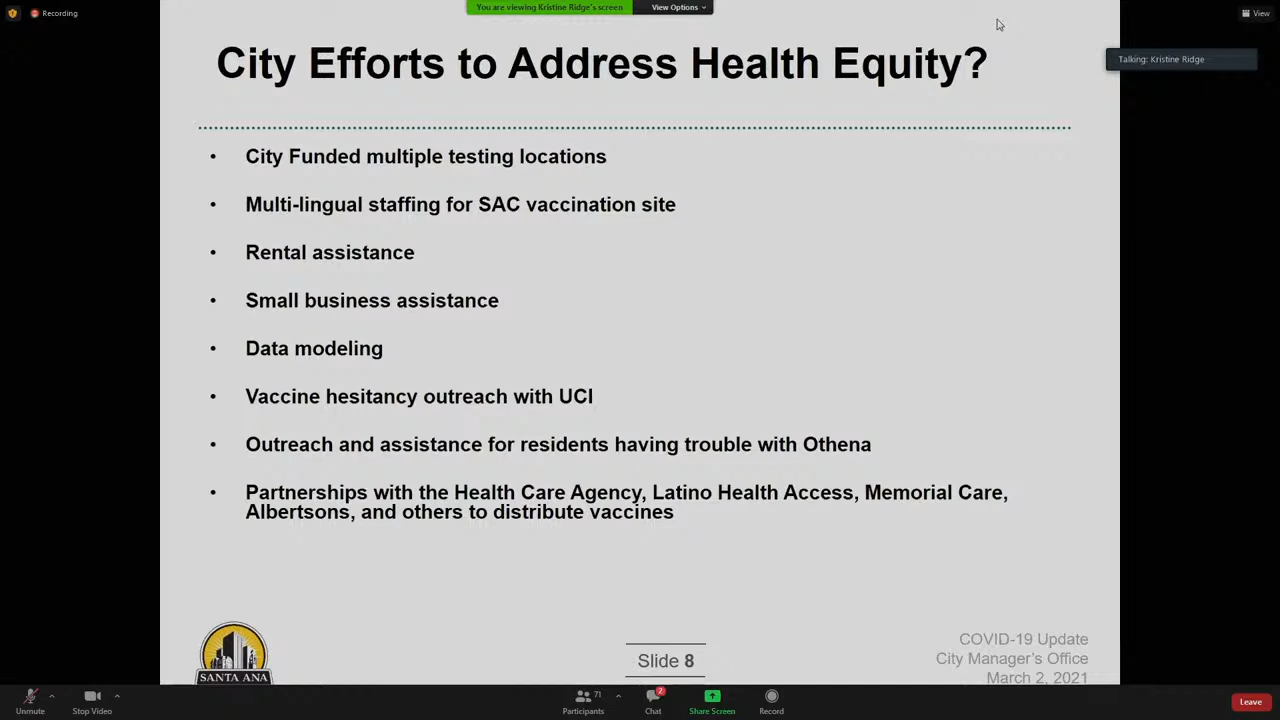 Recording
You are viewing Kristine Ridge's screen
View Options
View
Talking: Kristine Ridge
City Efforts to Address Health Equity?
• City Funded multiple testing locations
• Multi-lingual staffing for SAC vaccination site
• Rental assistance
• Small business assistance
• Data modeling
• Vaccine hesitancy outreach with UCI
• Outreach and assistance for residents having trouble with Othena
• Partnerships with the Health Care Agency, Latino Health Access, Memorial Care,
Albertsons, and others to distribute vaccines
SANTA ANA
Slide 8
COVID-19 Update
City Manager's Office
March 2, 2021
Unmute
Stop Video
Participants
71
Chat
2
Share Screen
Record
Leave